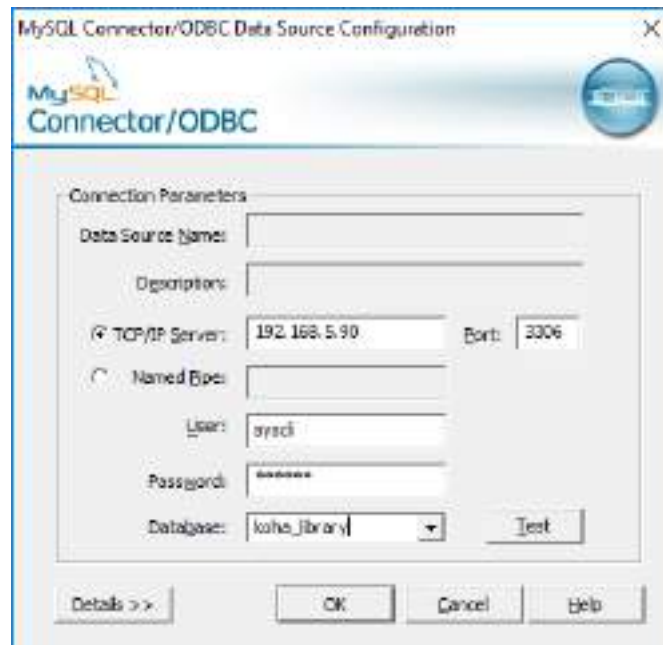 MySQL Connector/ODBC Data Source Configuration
MySQL
Connector/ODBC
Connection Parameters
Data Source Name:
Description:
TCP/IP Server: 192.168.5.90 Port: 3306
Named Pipe:
User: ayadi
Password: ******
Database: koha_library
Test
Details >> OK Cancel Help